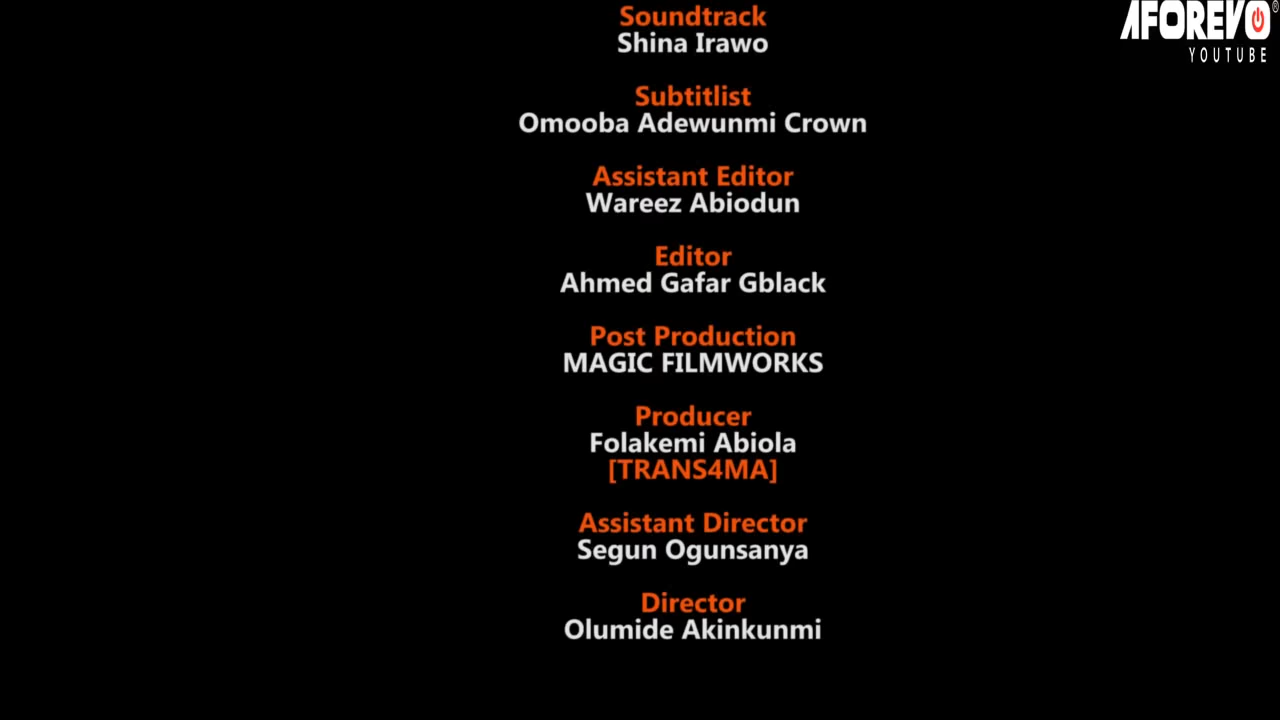 Soundtrack
Shina Irawo
Subtitlist
Omooba Adewunmi Crown
Assistant Editor
Wareez Abiodun
Editor
Ahmed Gafar Gblack
Post Production
MAGIC FILMWORKS
Producer
Folakemi Abiola
[TRANS4MA]
Assistant Director
Segun Ogunsanya
Director
Olumide Akinkunmi
AFOREVO®
YOUTUBE